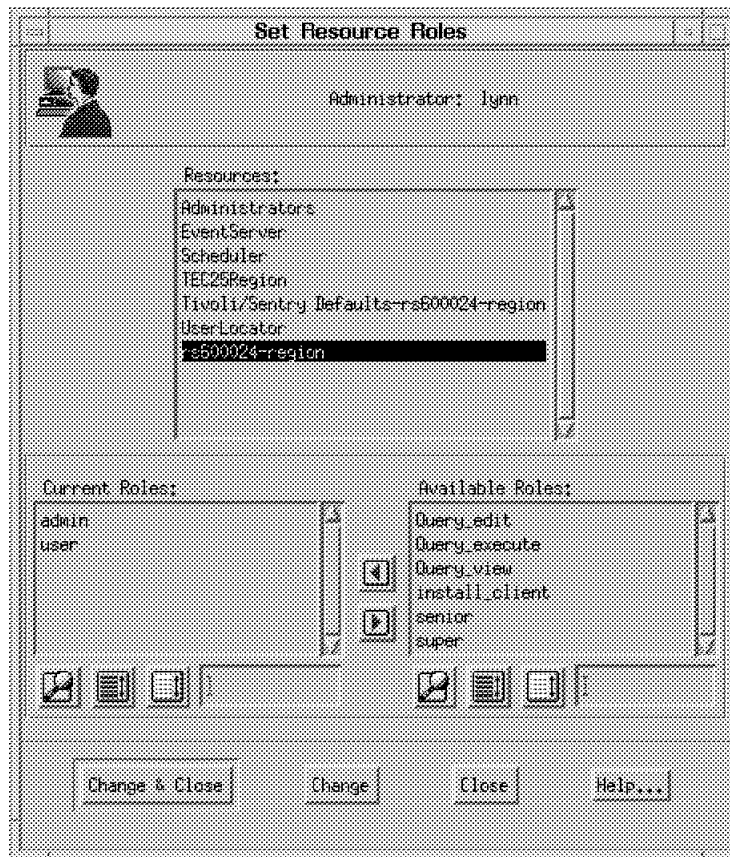 Set Resource Roles
Administrator: lynn
Resources:
Administrators
EventServer
Scheduler
TEC25Region
Tivoli/Sentry Defaults-rs600024-region
UserLocator
rs600024-region
Current Roles:
admin
user
Available Roles:
Query_edit
Query_execute
Query_view
install_client
senior
super
Change & Close
Change
Close
Help...